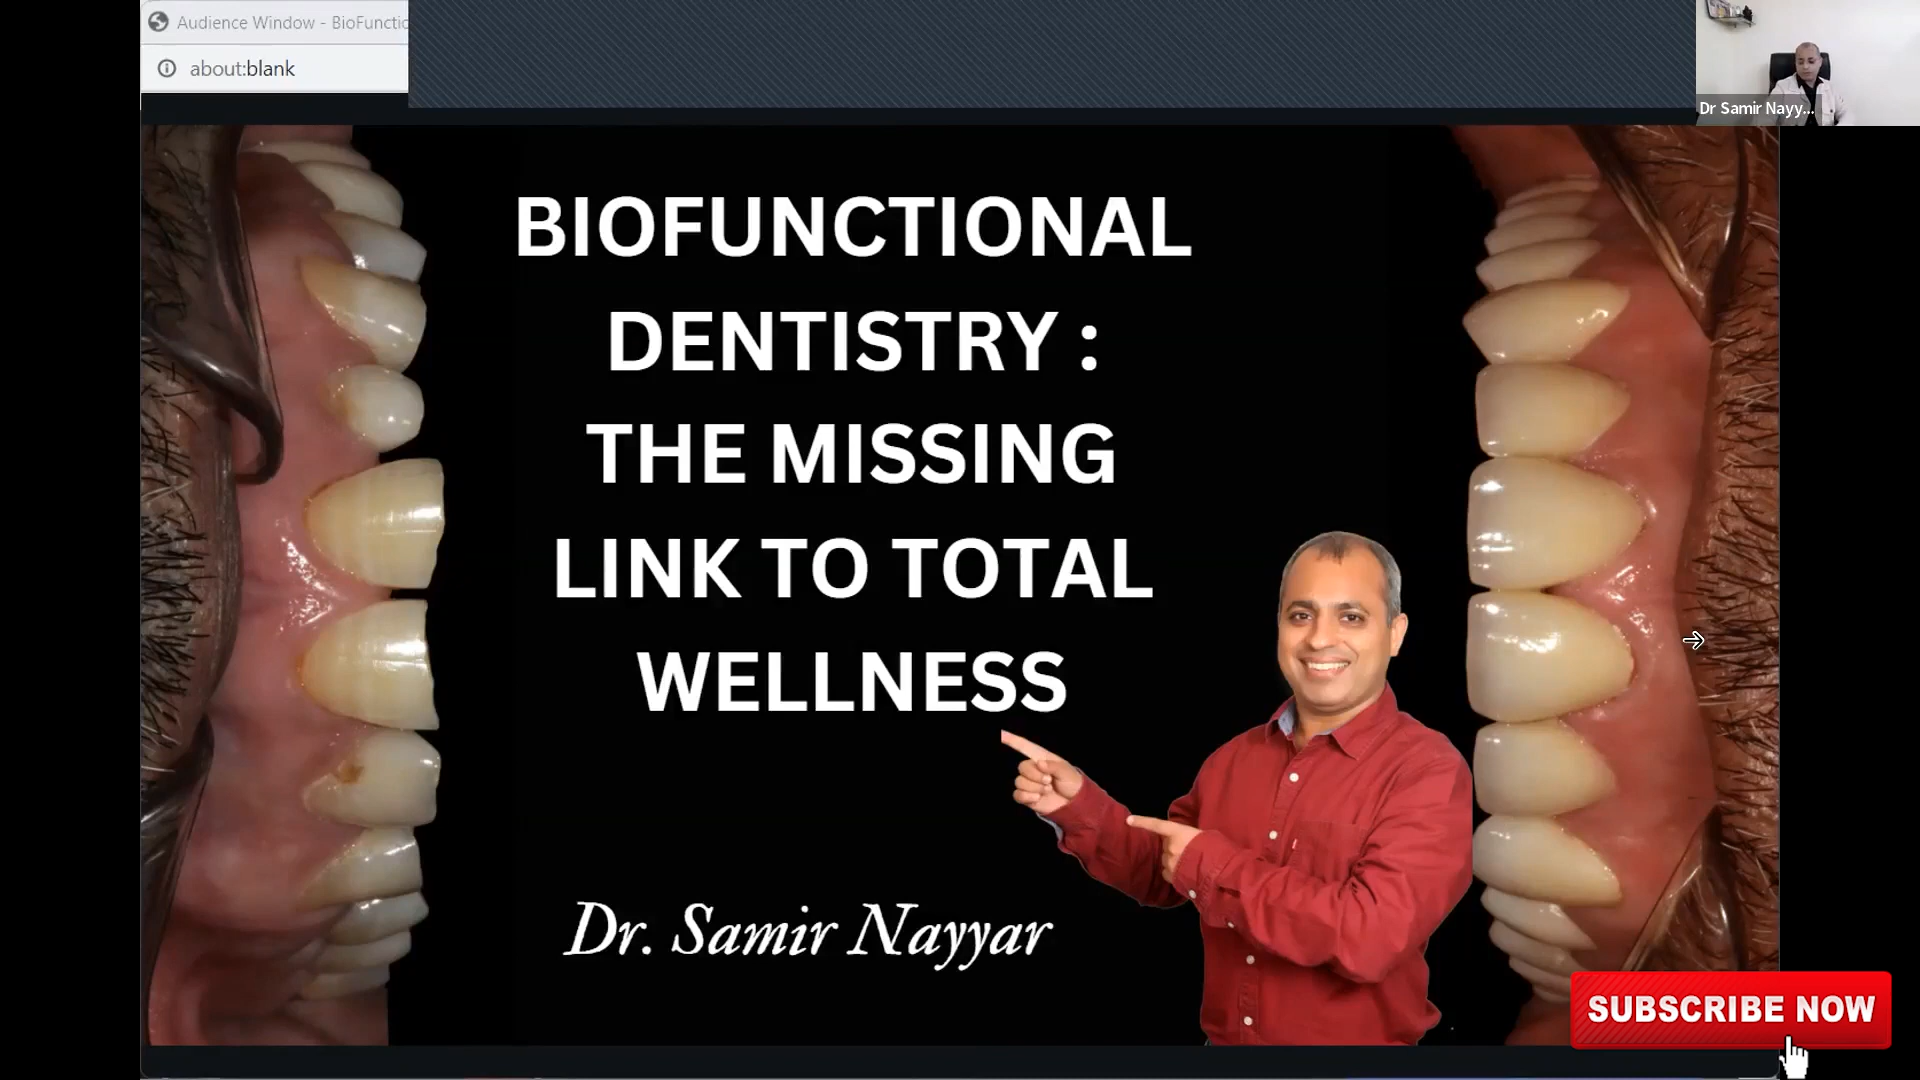 Audience Window - BioFunctio
about:blank
Dr Samir Nayy...
BIOFUNCTIONAL
DENTISTRY :
THE MISSING
LINK TO TOTAL
WELLNESS
Dr. Samir Nayyar
SUBSCRIBE NOW